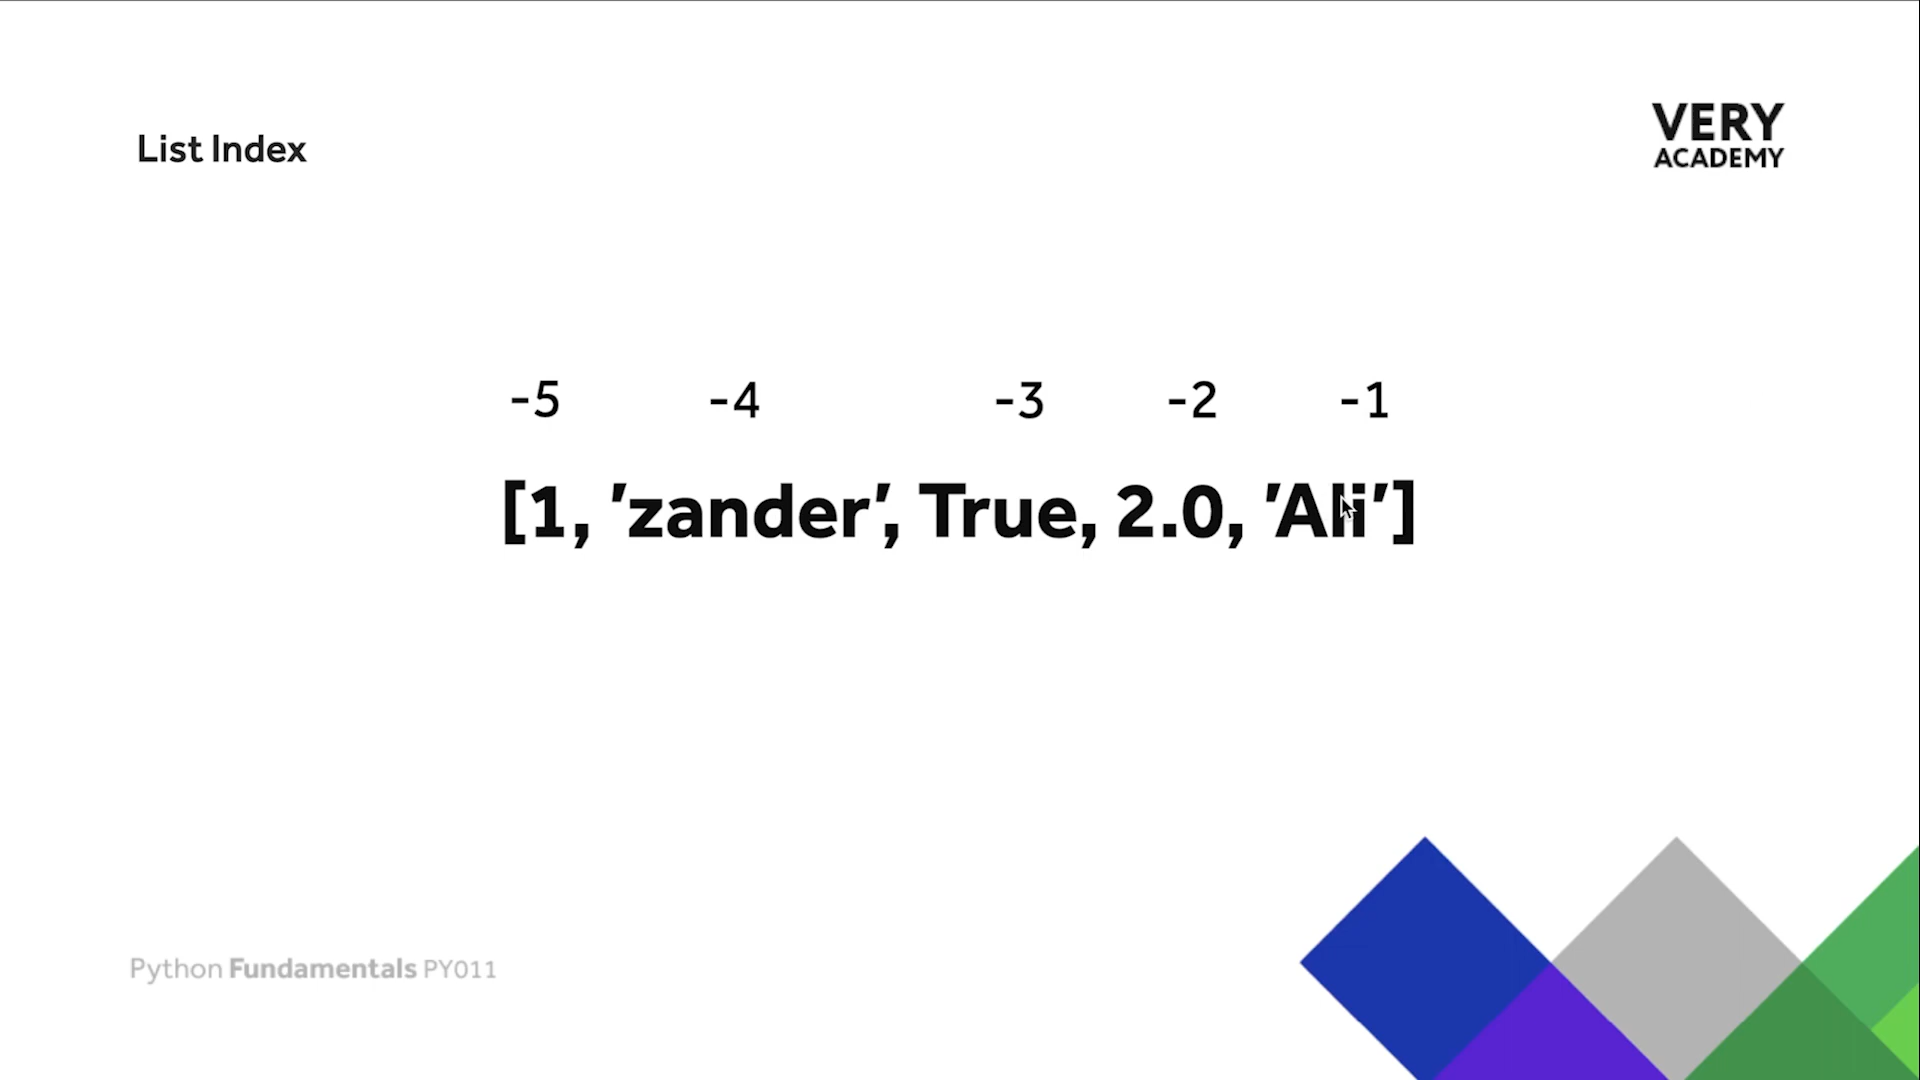 List Index
VERY
ACADEMY
-5 -4 -3 -2 -1
[1, 'zander', True, 2.0, 'Ali']
Python Fundamentals PY011